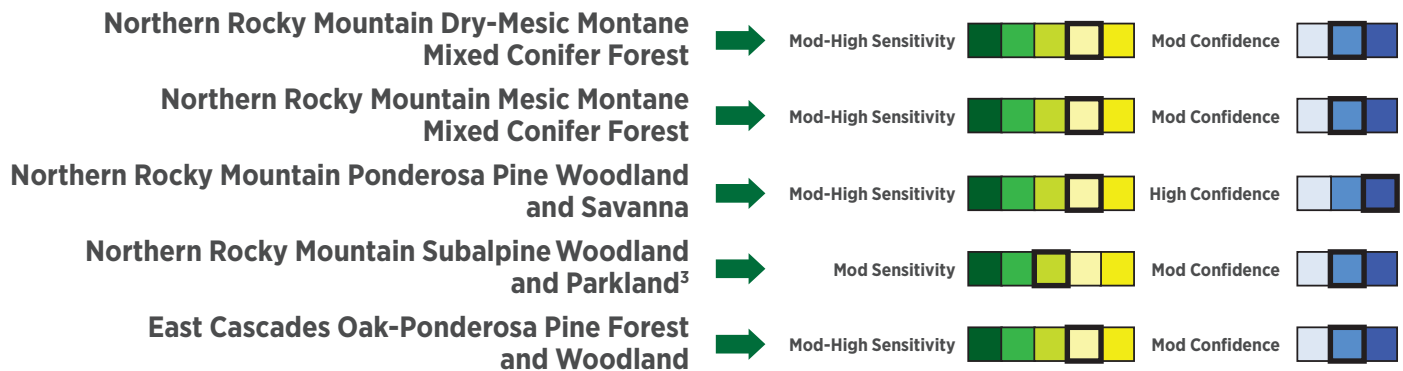 Northern Rocky Mountain Dry-Mesic Montane
Mixed Conifer Forest
Mod-High Sensitivity
Mod Confidence
Northern Rocky Mountain Mesic Montane
Mixed Conifer Forest
Mod-High Sensitivity
Mod Confidence
Northern Rocky Mountain Ponderosa Pine Woodland
and Savanna
Mod-High Sensitivity
High Confidence
Northern Rocky Mountain Subalpine Woodland
and Parkland³
Mod Sensitivity
Mod Confidence
East Cascades Oak-Ponderosa Pine Forest
and Woodland
Mod-High Sensitivity
Mod Confidence